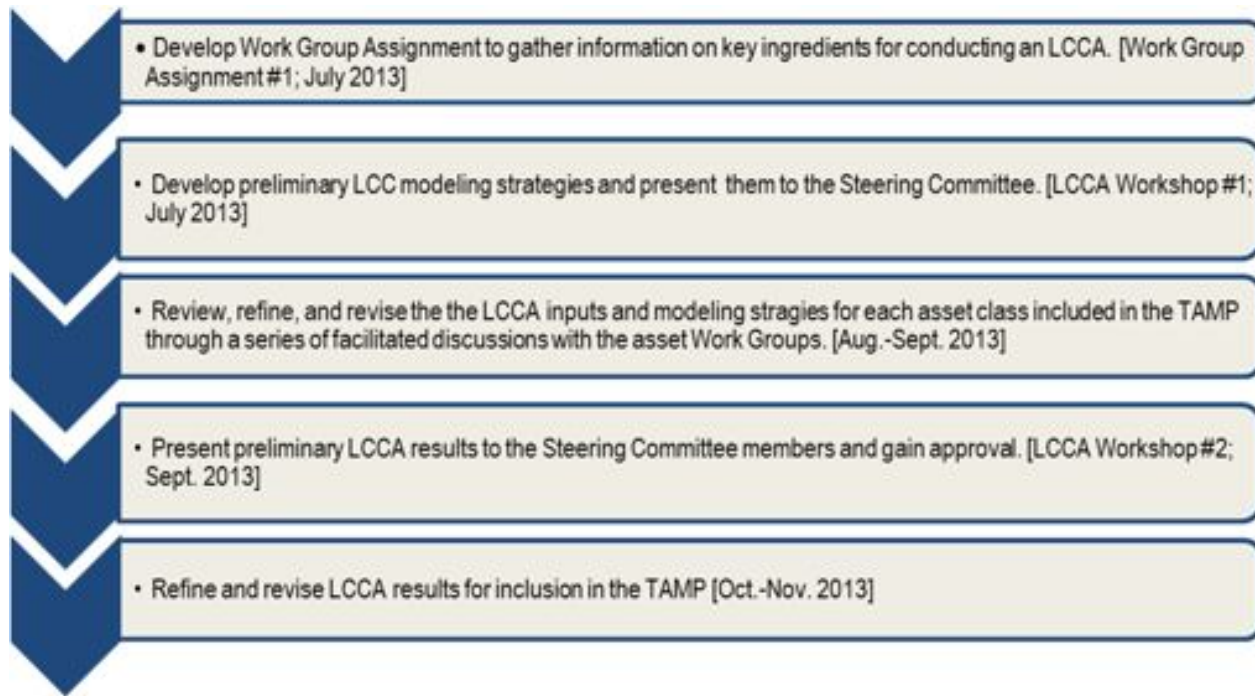 • Develop Work Group Assignment to gather information on key ingredients for conducting an LCCA. [Work Group
Assignment #1; July 2013]
• Develop preliminary LCC modeling strategies and present them to the Steering Committee. [LCCA Workshop #1;
July 2013]
• Review, refine, and revise the the LCCA inputs and modeling stragies for each asset class included in the TAMP
through a series of facilitated discussions with the asset Work Groups. [Aug.-Sept. 2013]
• Present preliminary LCCA results to the Steering Committee members and gain approval. [LCCA Workshop #2;
Sept. 2013]
• Refine and revise LCCA results for inclusion in the TAMP [Oct.-Nov. 2013]